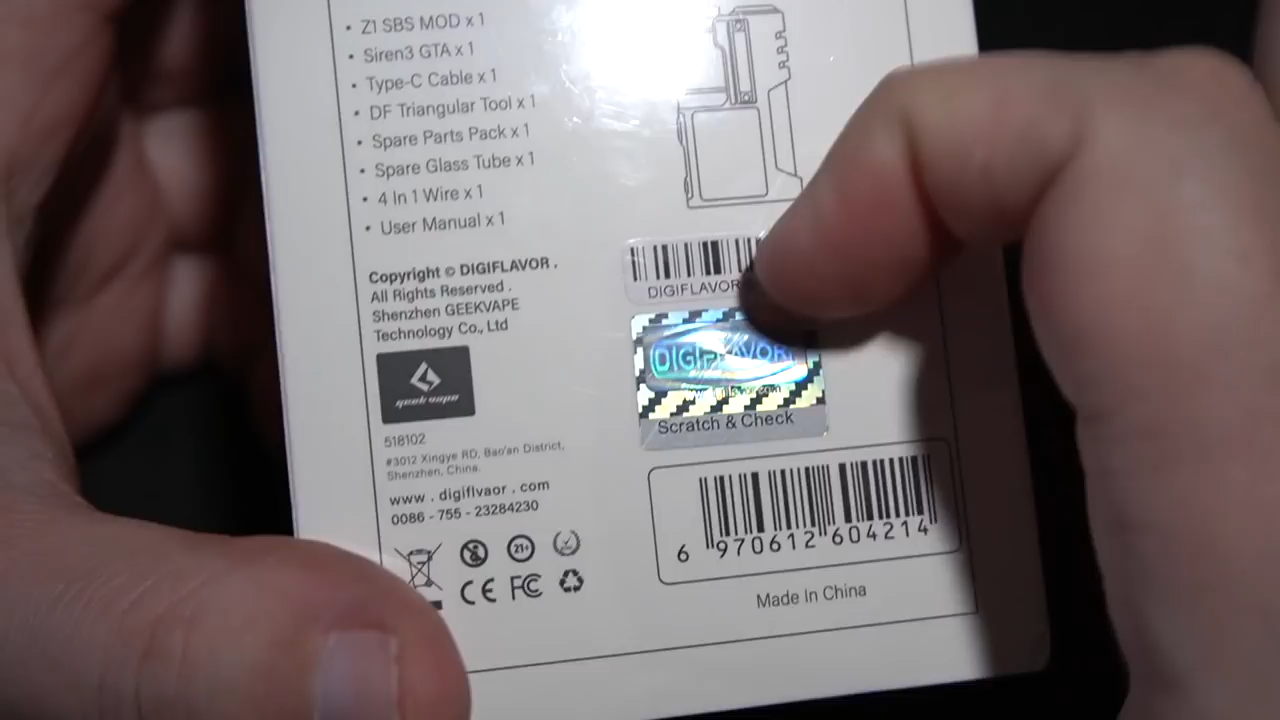 • Z1 SBS MOD x 1
• Siren3 GTA x 1
• Type-C Cable x 1
• DF Triangular Tool x 1
• Spare Parts Pack x 1
• Spare Glass Tube x 1
• 4 In 1 Wire x 1
• User Manual x 1
Copyright © DIGIFLAVOR .
All Rights Reserved .
Shenzhen GEEKVAPE
Technology Co., Ltd
geek vape
518102
#3012 Xingye RD, Bao'an District,
Shenzhen, China.
www . digiflvaor . com
0086 - 755 - 23284230
21+
CE FC
DIGIFLAVOR
DIGIFLAVOR
Scratch & Check
6 970612 604214
Made in China